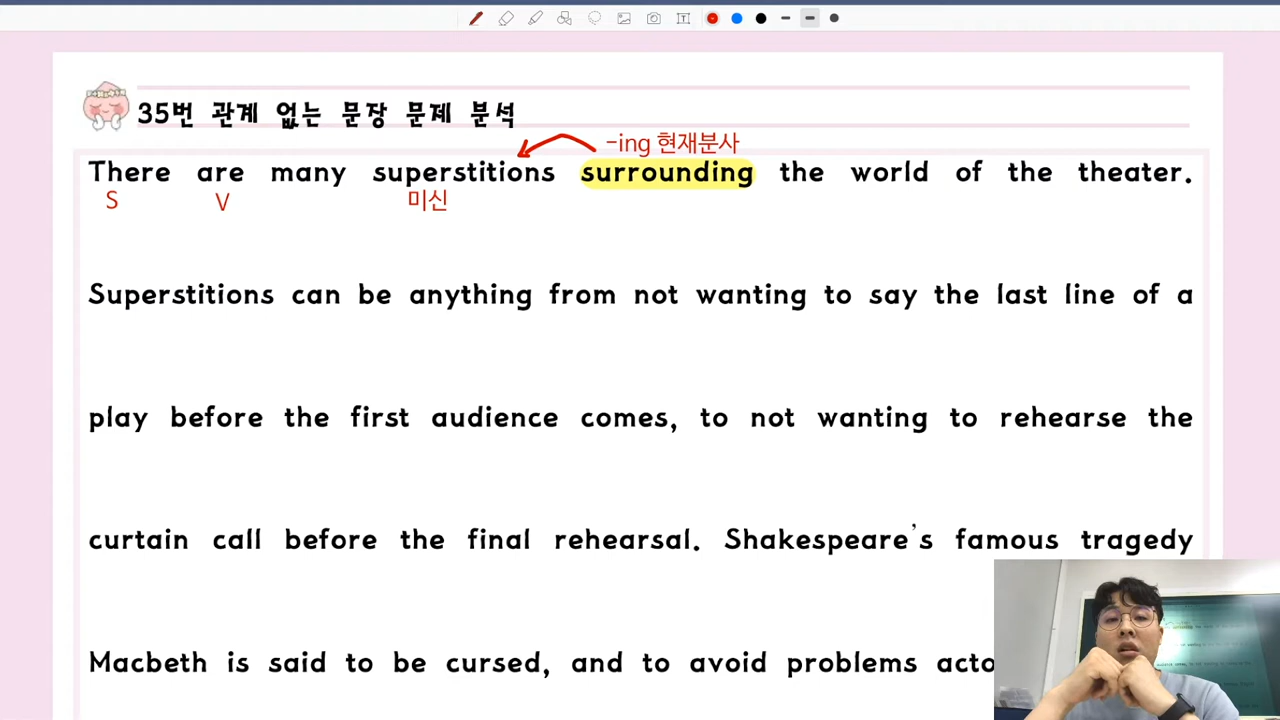 35번 관계 없는 문장 문제 분석
-ing 현재분사
There are many superstitions surrounding the world of the theater.
S V 미신
Superstitions can be anything from not wanting to say the last line of a
play before the first audience comes, to not wanting to rehearse the
curtain call before the final rehearsal. Shakespeare's famous tragedy
Macbeth is said to be cursed, and to avoid problems